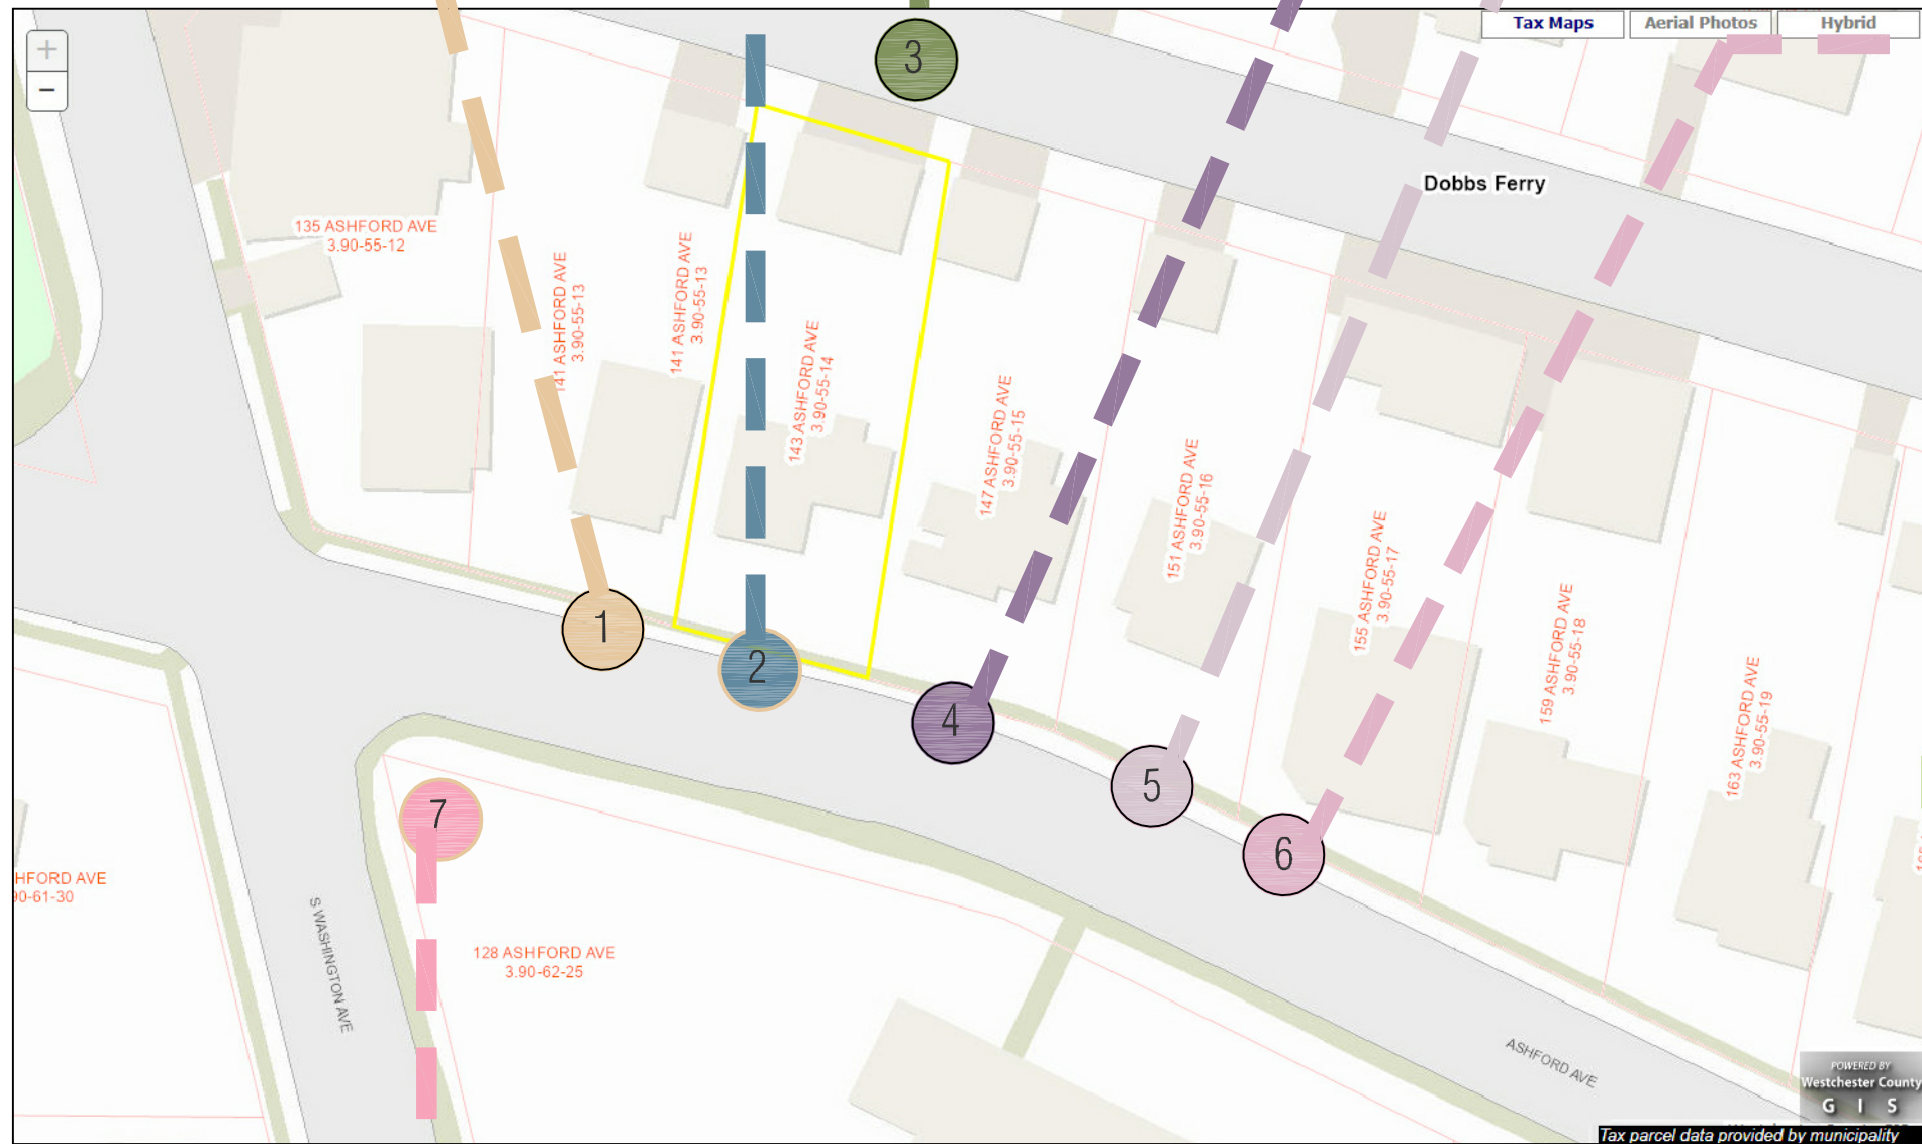 Tax Maps
Aerial Photos
Hybrid
+
−
3
Dobbs Ferry
135 ASHFORD AVE
3.90-55-12
141 ASHFORD AVE
3.90-55-13
141 ASHFORD AVE
3.90-55-13
143 ASHFORD AVE
3.90-55-14
147 ASHFORD AVE
3.90-55-15
151 ASHFORD AVE
3.90-55-16
155 ASHFORD AVE
3.90-55-17
159 ASHFORD AVE
3.90-55-18
163 ASHFORD AVE
3.90-55-19
1
2
4
5
6
7
HFORD AVE
90-61-30
S WASHINGTON AVE
128 ASHFORD AVE
3.90-62-25
ASHFORD AVE
POWERED BY
Westchester County
G I S
Tax parcel data provided by municipality